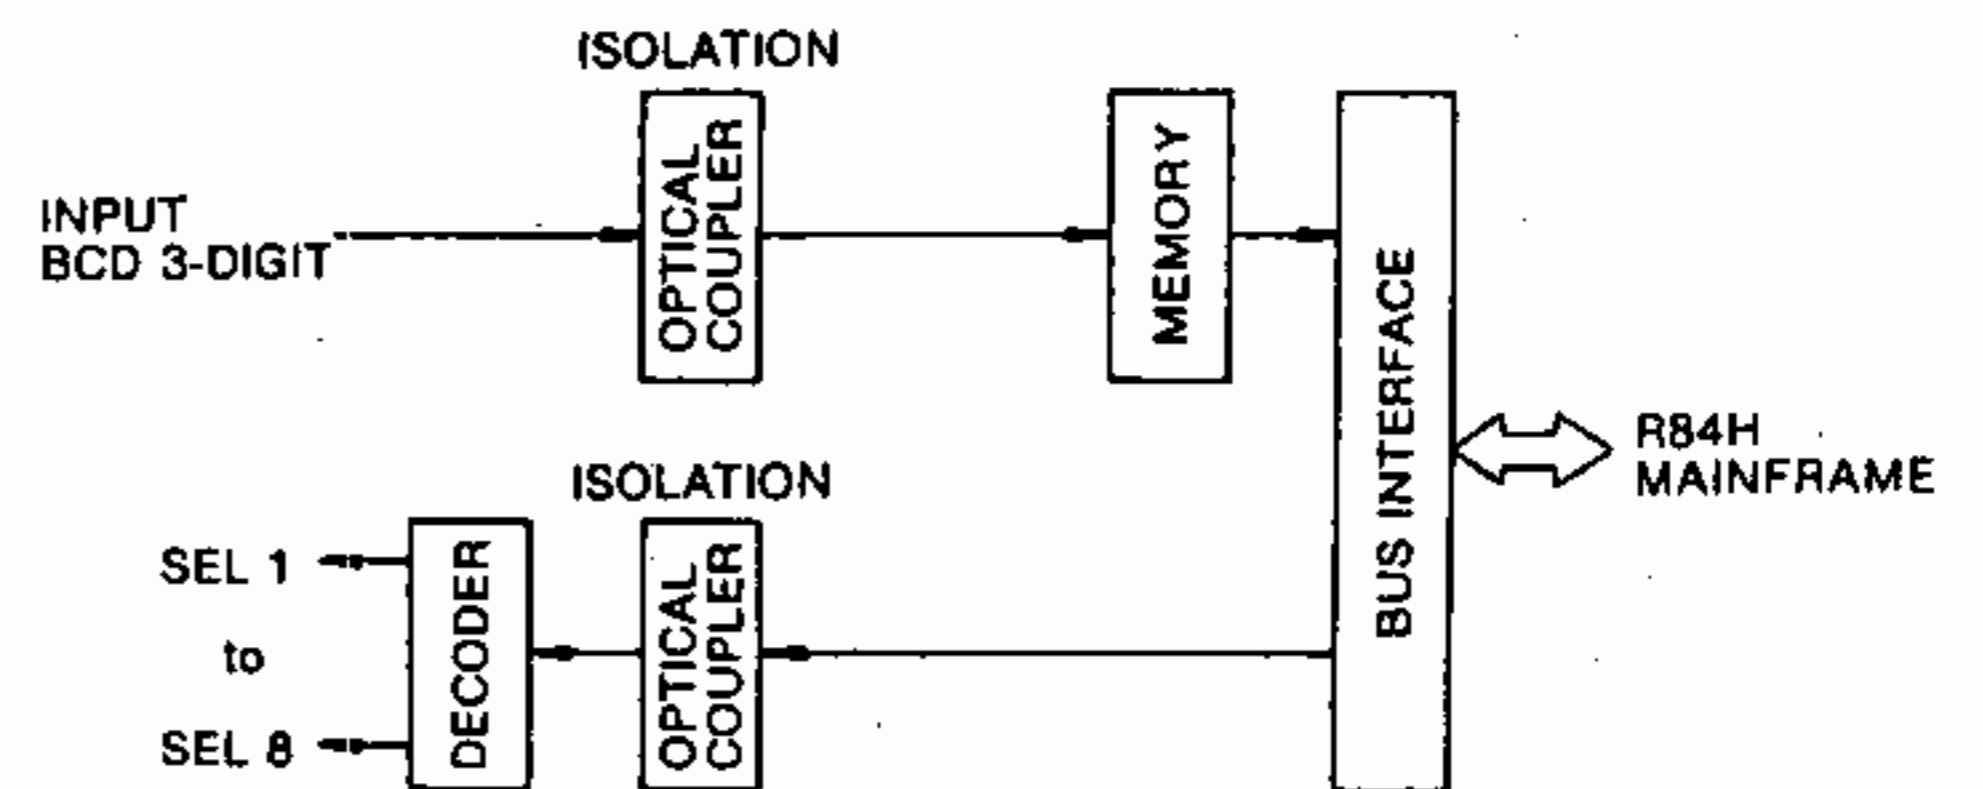 ISOLATION
INPUT
BCD 3-DIGIT
OPTICAL
COUPLER
MEMORY
BUS INTERFACE
R84H
MAINFRAME
ISOLATION
SEL 1
to
SEL 8
DECODER
OPTICAL
COUPLER